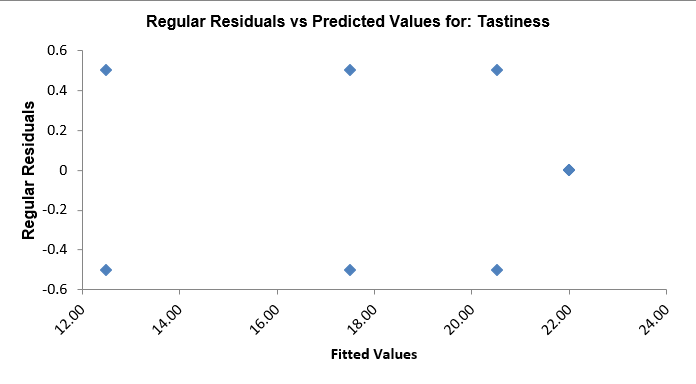 Regular Residuals vs Predicted Values for: Tastiness
0.6
0.4
0.2
0
-0.2
-0.4
-0.6
Regular Residuals
12.00 14.00 16.00 18.00 20.00 22.00 24.00
Fitted Values